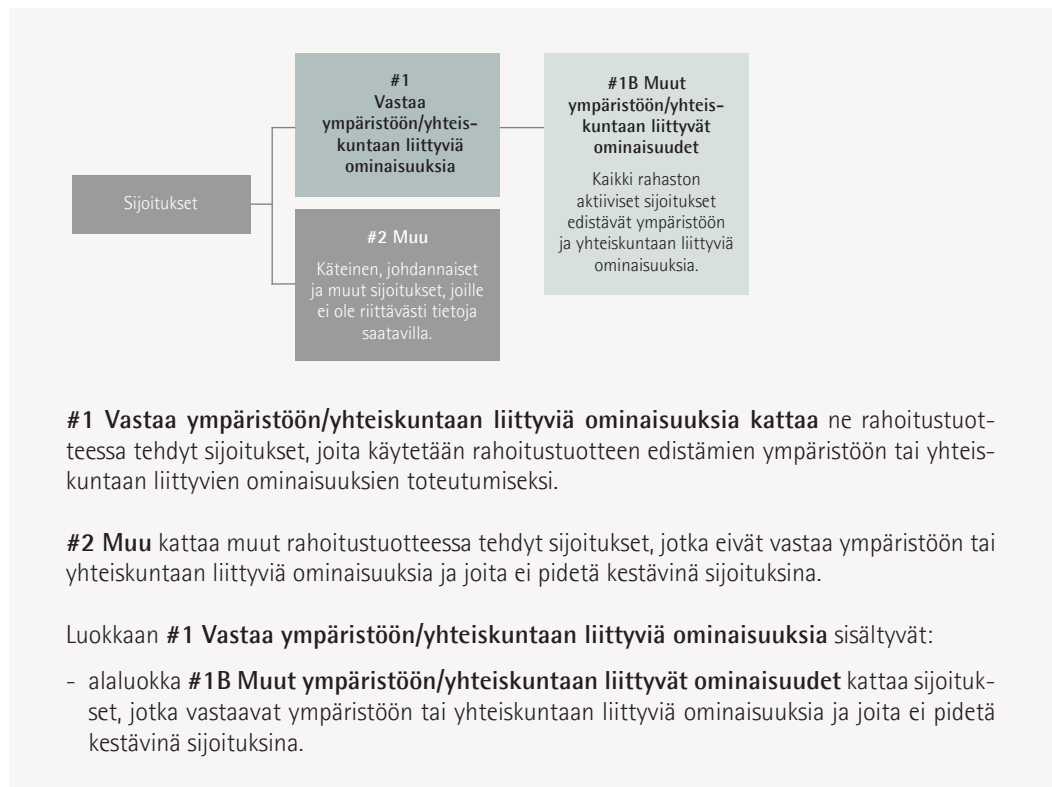 #1
Vastaa
ympäristöön/yhteis-
kuntaan liittyviä
ominaisuuksia
#1B Muut
ympäristöön/yhteis-
kuntaan liittyvät
ominaisuudet
Kaikki rahaston
aktiiviset sijoitukset
edistävät ympäristöön
ja yhteiskuntaan liittyviä
ominaisuuksia.
Sijoitukset
#2 Muu
Käteinen, johdannaiset
ja muut sijoitukset, joille
ei ole riittävästi tietoja
saatavilla.
#1 Vastaa ympäristöön/yhteiskuntaan liittyviä ominaisuuksia kattaa ne rahoitustuot-
teessa tehdyt sijoitukset, joita käytetään rahoitustuotteen edistämien ympäristöön tai yhteis-
kuntaan liittyvien ominaisuuksien toteutumiseksi.
#2 Muu kattaa muut rahoitustuotteessa tehdyt sijoitukset, jotka eivät vastaa ympäristöön tai
yhteiskuntaan liittyviä ominaisuuksia ja joita ei pidetä kestävinä sijoituksina.
Luokkaan #1 Vastaa ympäristöön/yhteiskuntaan liittyviä ominaisuuksia sisältyvät:
- alaluokka #1B Muut ympäristöön/yhteiskuntaan liittyvät ominaisuudet kattaa sijoituk-
set, jotka vastaavat ympäristöön tai yhteiskuntaan liittyviä ominaisuuksia ja joita ei pidetä
kestävinä sijoituksina.